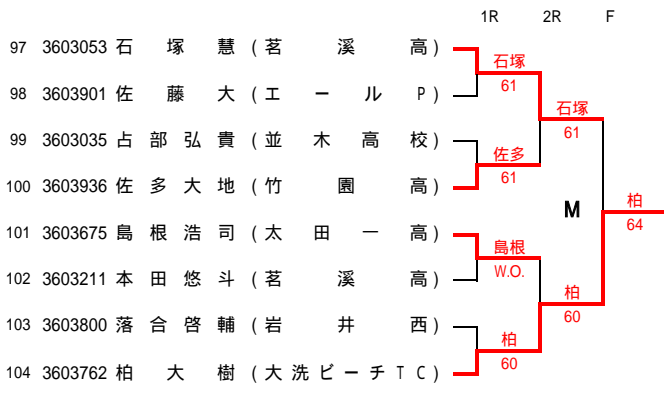 1R 2R F
97 3603053 石塚慧 (茗溪高)
石塚
61
98 3603901 佐藤大 (エールP)
石塚
61
99 3603035 占部弘貴 (並木高校)
佐多
61
100 3603936 佐多大地 (竹園高)
M
柏
64
101 3603675 島根浩司 (太田一高)
島根
W.O.
102 3603211 本田悠斗 (茗溪高)
柏
60
103 3603800 落合啓輔 (岩井西)
柏
60
104 3603762 柏大樹 (大洗ビーチTC)